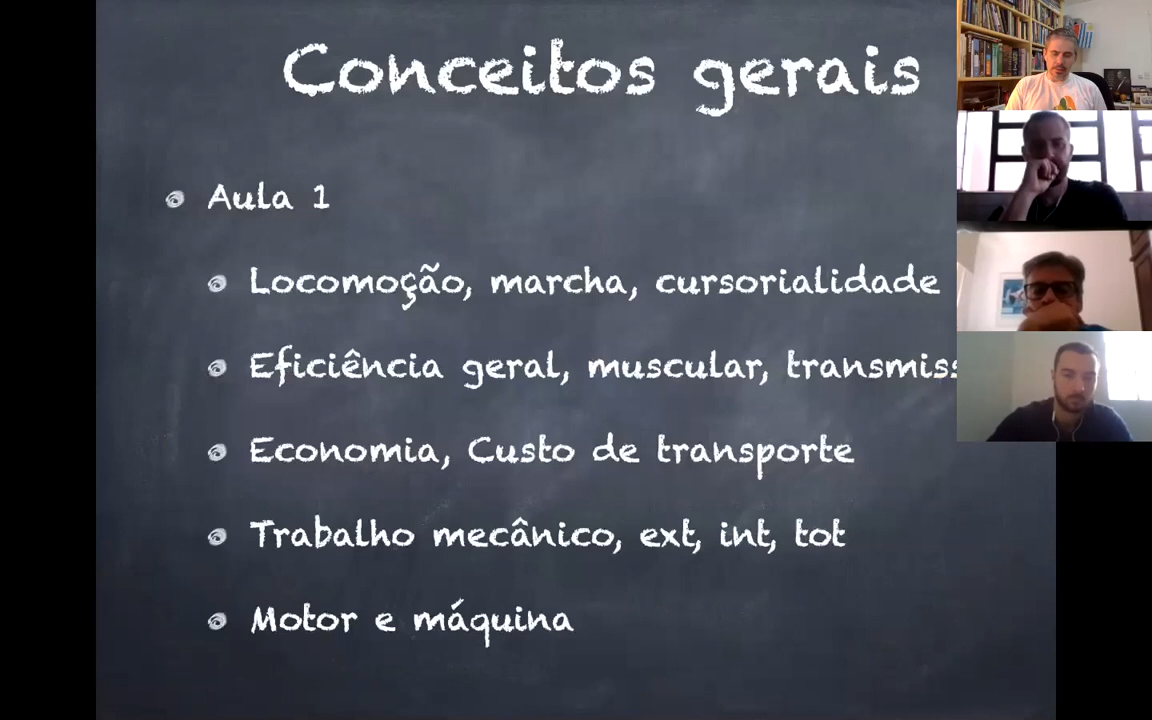 Conceitos gerais
Aula 1
Locomoção, marcha, cursorialidade
Eficiência geral, muscular,
Economia, Custo de transporte
Trabalho mecânico, ext, int, tot
Motor e máquina